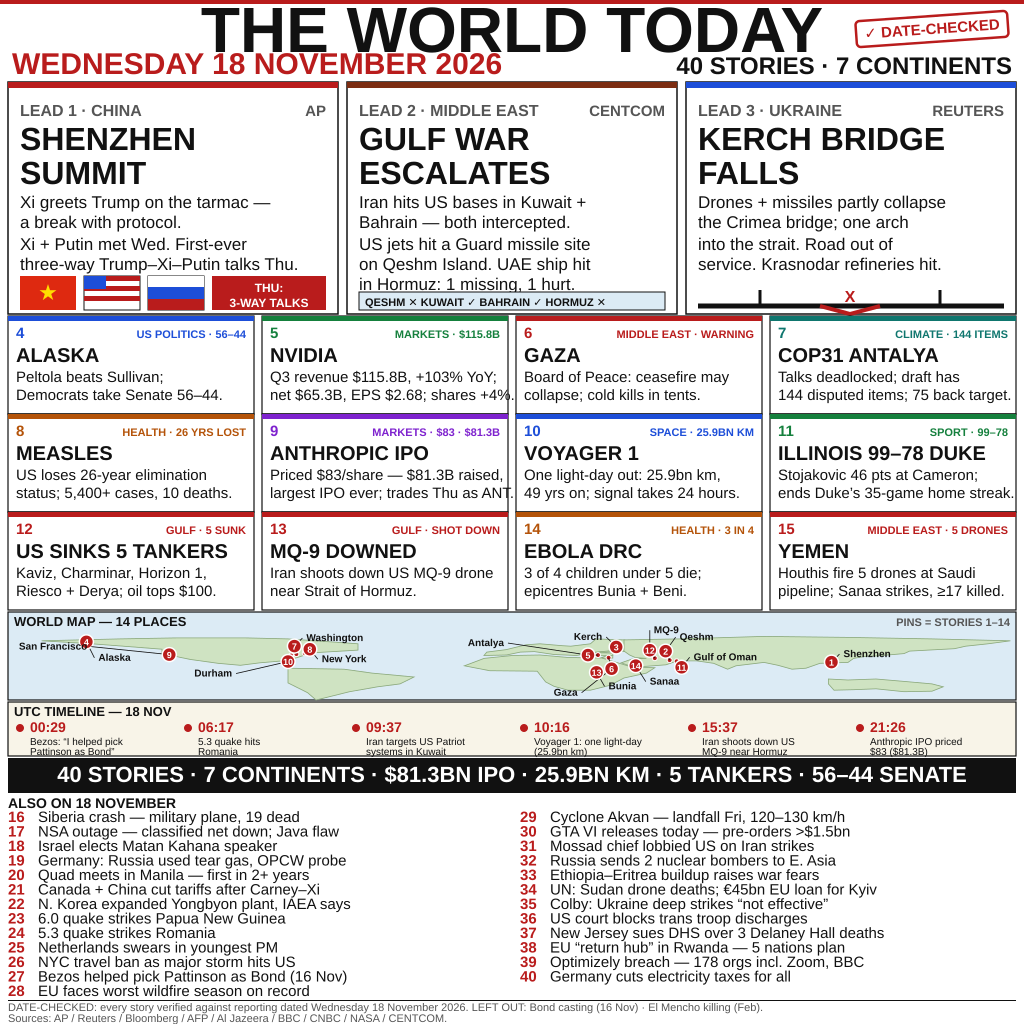 THE WORLD TODAY
✓ DATE-CHECKED
WEDNESDAY 18 NOVEMBER 2026
40 STORIES · 7 CONTINENTS
LEAD 1 · CHINA
AP
SHENZHEN
SUMMIT
Xi greets Trump on the tarmac —
a break with protocol.
Xi + Putin met Wed. First-ever
three-way Trump–Xi–Putin talks Thu.
THU:
3-WAY TALKS
LEAD 2 · MIDDLE EAST
CENTCOM
GULF WAR
ESCALATES
Iran hits US bases in Kuwait +
Bahrain — both intercepted.
US jets hit a Guard missile site
on Qeshm Island. UAE ship hit
in Hormuz: 1 missing, 1 hurt.
QESHM ✕ KUWAIT ✓ BAHRAIN ✓ HORMUZ ✕
LEAD 3 · UKRAINE
REUTERS
KERCH BRIDGE
FALLS
Drones + missiles partly collapse
the Crimea bridge; one arch
into the strait. Road out of
service. Krasnodar refineries hit.
X
4
US POLITICS · 56–44
ALASKA
Peltola beats Sullivan;
Democrats take Senate 56–44.
5
MARKETS · $115.8B
NVIDIA
Q3 revenue $115.8B, +103% YoY;
net $65.3B, EPS $2.68; shares +4%.
6
MIDDLE EAST · WARNING
GAZA
Board of Peace: ceasefire may
collapse; cold kills in tents.
7
CLIMATE · 144 ITEMS
COP31 ANTALYA
Talks deadlocked; draft has
144 disputed items; 75 back target.
8
HEALTH · 26 YRS LOST
MEASLES
US loses 26-year elimination
status; 5,400+ cases, 10 deaths.
9
MARKETS · $83 · $81.3B
ANTHROPIC IPO
Priced $83/share — $81.3B raised,
largest IPO ever; trades Thu as ANT.
10
SPACE · 25.9BN KM
VOYAGER 1
One light-day out: 25.9bn km,
49 yrs on; signal takes 24 hours.
11
SPORT · 99–78
ILLINOIS 99–78 DUKE
Stojakovic 46 pts at Cameron;
ends Duke’s 35-game home streak.
12
GULF · 5 SUNK
US SINKS 5 TANKERS
Kaviz, Charminar, Horizon 1,
Riesco + Derya; oil tops $100.
13
GULF · SHOT DOWN
MQ-9 DOWNED
Iran shoots down US MQ-9 drone
near Strait of Hormuz.
14
HEALTH · 3 IN 4
EBOLA DRC
3 of 4 children under 5 die;
epicentres Bunia + Beni.
15
MIDDLE EAST · 5 DRONES
YEMEN
Houthis fire 5 drones at Saudi
pipeline; Sanaa strikes, ≥17 killed.
WORLD MAP — 14 PLACES
PINS = STORIES 1–14
San Francisco
4
Alaska
9
Durham
10
7
Washington
8
New York
Antalya
5
Kerch
3
13
Gaza
6
Bunia
14
Sanaa
12
MQ-9
2
Qeshm
11
Gulf of Oman
1
Shenzhen
UTC TIMELINE — 18 NOV
00:29
Bezos: “I helped pick
Pattinson as Bond”
06:17
5.3 quake hits
Romania
09:37
Iran targets US Patriot
systems in Kuwait
10:16
Voyager 1: one light-day
(25.9bn km)
15:37
Iran shoots down US
MQ-9 near Hormuz
21:26
Anthropic IPO priced
$83 ($81.3B)
40 STORIES · 7 CONTINENTS · $81.3BN IPO · 25.9BN KM · 5 TANKERS · 56–44 SENATE
ALSO ON 18 NOVEMBER
16 Siberia crash — military plane, 19 dead
17 NSA outage — classified net down; Java flaw
18 Israel elects Matan Kahana speaker
19 Germany: Russia used tear gas, OPCW probe
20 Quad meets in Manila — first in 2+ years
21 Canada + China cut tariffs after Carney–Xi
22 N. Korea expanded Yongbyon plant, IAEA says
23 6.0 quake strikes Papua New Guinea
24 5.3 quake strikes Romania
25 Netherlands swears in youngest PM
26 NYC travel ban as major storm hits US
27 Bezos helped pick Pattinson as Bond (16 Nov)
28 EU faces worst wildfire season on record
29 Cyclone Akvan — landfall Fri, 120–130 km/h
30 GTA VI releases today — pre-orders >$1.5bn
31 Mossad chief lobbied US on Iran strikes
32 Russia sends 2 nuclear bombers to E. Asia
33 Ethiopia–Eritrea buildup raises war fears
34 UN: Sudan drone deaths; €45bn EU loan for Kyiv
35 Colby: Ukraine deep strikes “not effective”
36 US court blocks trans troop discharges
37 New Jersey sues DHS over 3 Delaney Hall deaths
38 EU “return hub” in Rwanda — 5 nations plan
39 Optimizely breach — 178 orgs incl. Zoom, BBC
40 Germany cuts electricity taxes for all
DATE-CHECKED: every story verified against reporting dated Wednesday 18 November 2026. LEFT OUT: Bond casting (16 Nov) · El Mencho killing (Feb).
Sources: AP / Reuters / Bloomberg / AFP / Al Jazeera / BBC / CNBC / NASA / CENTCOM.